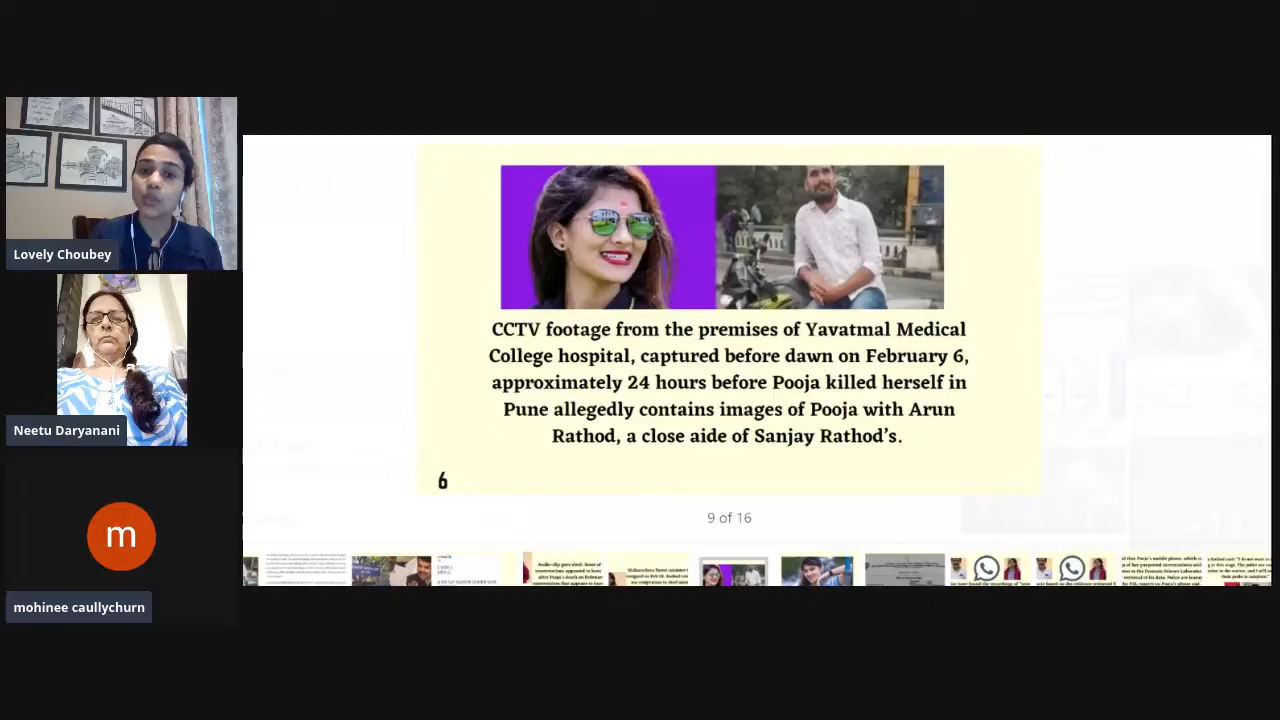 Lovely Choubey
Neetu Daryanani
m
mohinee caullychurn
CCTV footage from the premises of Yavatmal Medical
College hospital, captured before dawn on February 6,
approximately 24 hours before Pooja killed herself in
Pune allegedly contains images of Pooja with Arun
Rathod, a close aide of Sanjay Rathod's.
6
9 of 16